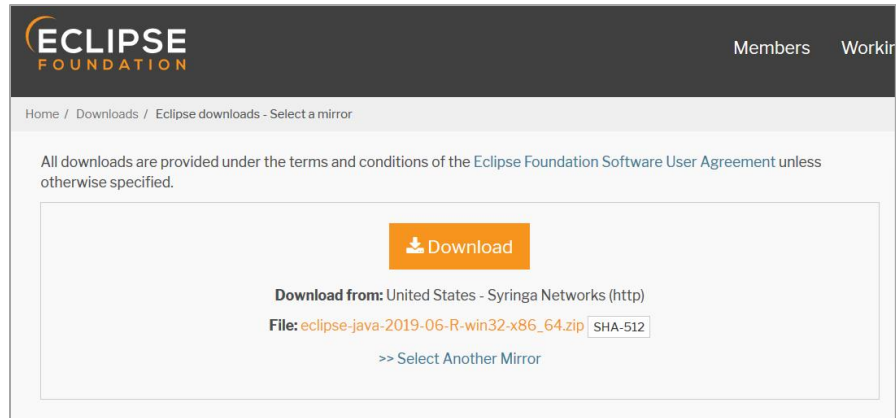 ECLIPSE
FOUNDATION
Members Workin
Home / Downloads / Eclipse downloads - Select a mirror
All downloads are provided under the terms and conditions of the Eclipse Foundation Software User Agreement unless
otherwise specified.
Download
Download from: United States - Syringa Networks (http)
File: eclipse-java-2019-06-R-win32-x86_64.zip SHA-512
>> Select Another Mirror